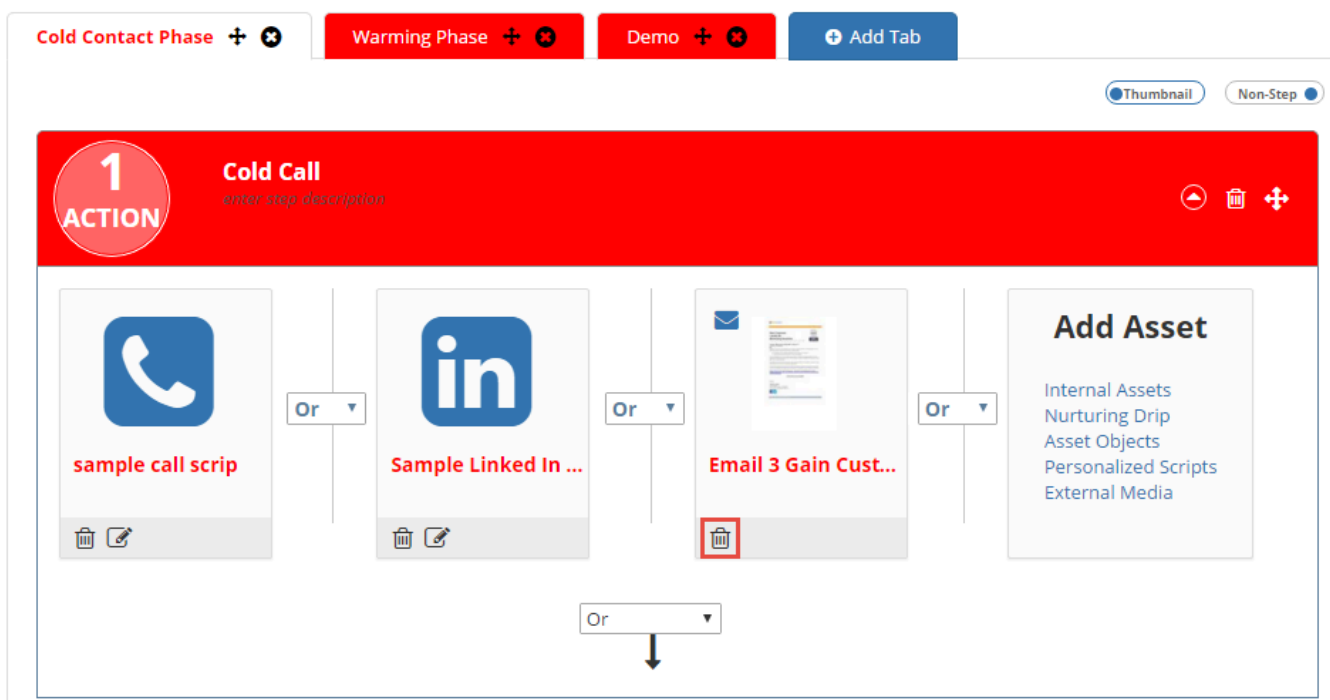 Cold Contact Phase
Warming Phase
Demo
Add Tab
Thumbnail
Non-Step
1
ACTION
Cold Call
enter step description
sample call scrip
Or
in
Sample Linked In ...
Or
Email 3 Gain Cust...
Or
Add Asset
Internal Assets
Nurturing Drip
Asset Objects
Personalized Scripts
External Media
Or